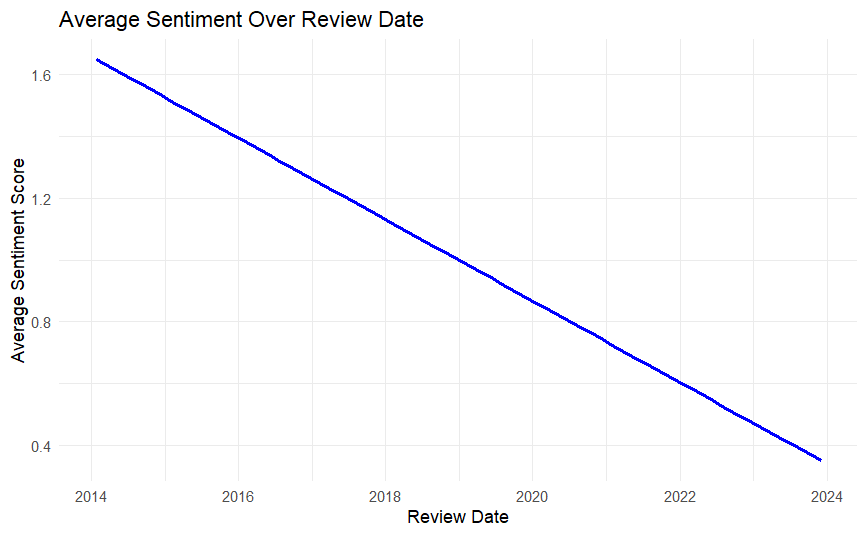 Average Sentiment Over Review Date
Average Sentiment Score
1.6
1.2
0.8
0.4
2014 2016 2018 2020 2022 2024
Review Date